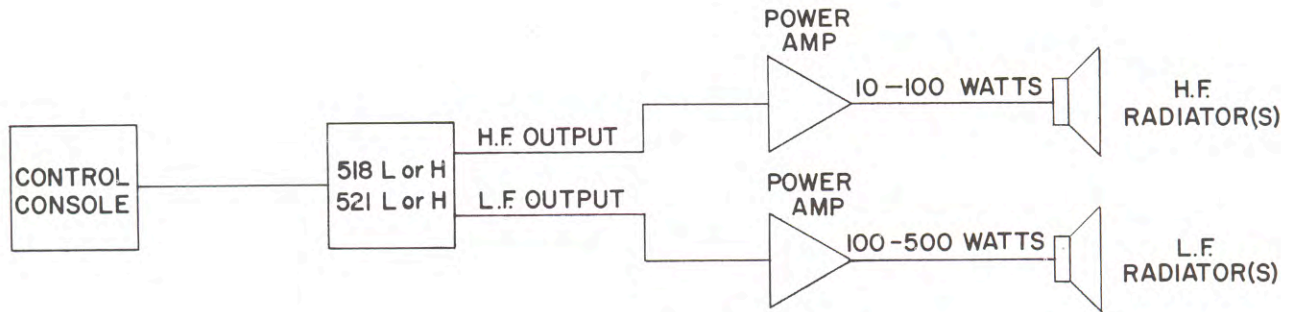 CONTROL
CONSOLE
518 L or H
521 L or H
H.F. OUTPUT
L.F. OUTPUT
POWER
AMP
10-100 WATTS
H.F.
RADIATOR(S)
POWER
AMP
100-500 WATTS
L.F.
RADIATOR(S)